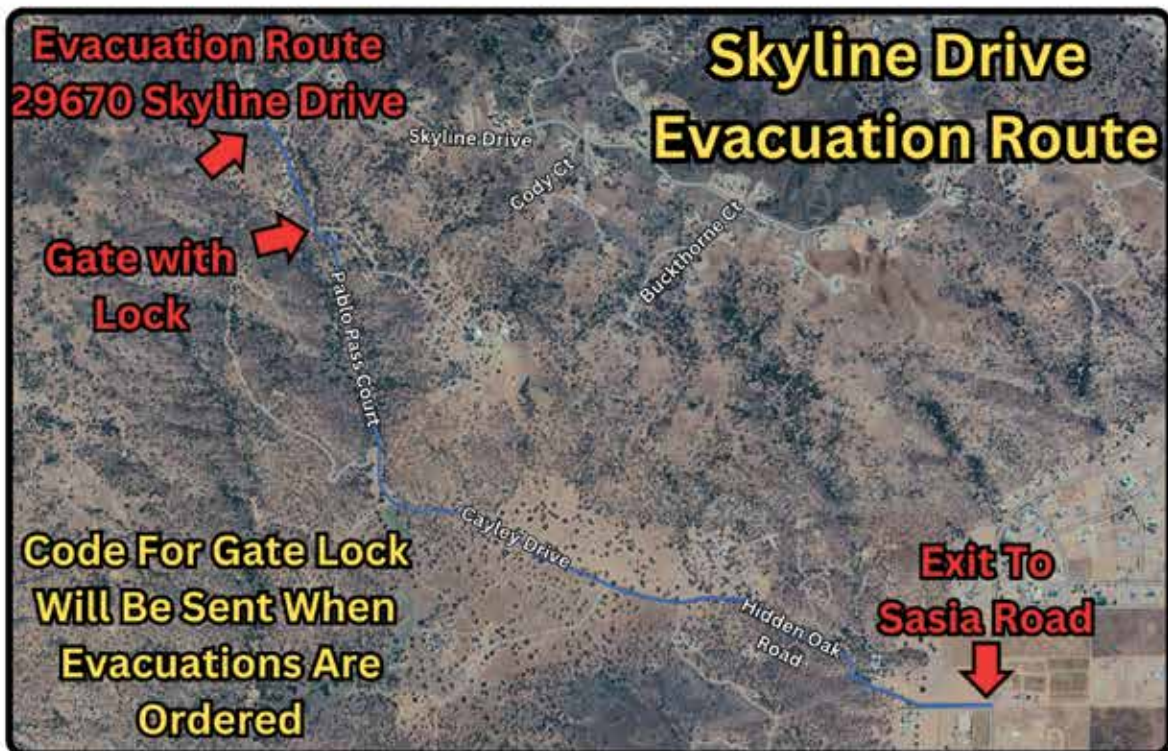 Evacuation Route
29670 Skyline Drive
Skyline Drive
Evacuation Route
Skyline Drive
Cody Ct
Buckthorne Ct
Gate with
Lock
Pablo Pass Court
Cayley Drive
Hidden Oak
Road
Code For Gate Lock
Will Be Sent When
Evacuations Are
Ordered
Exit To
Sasia Road